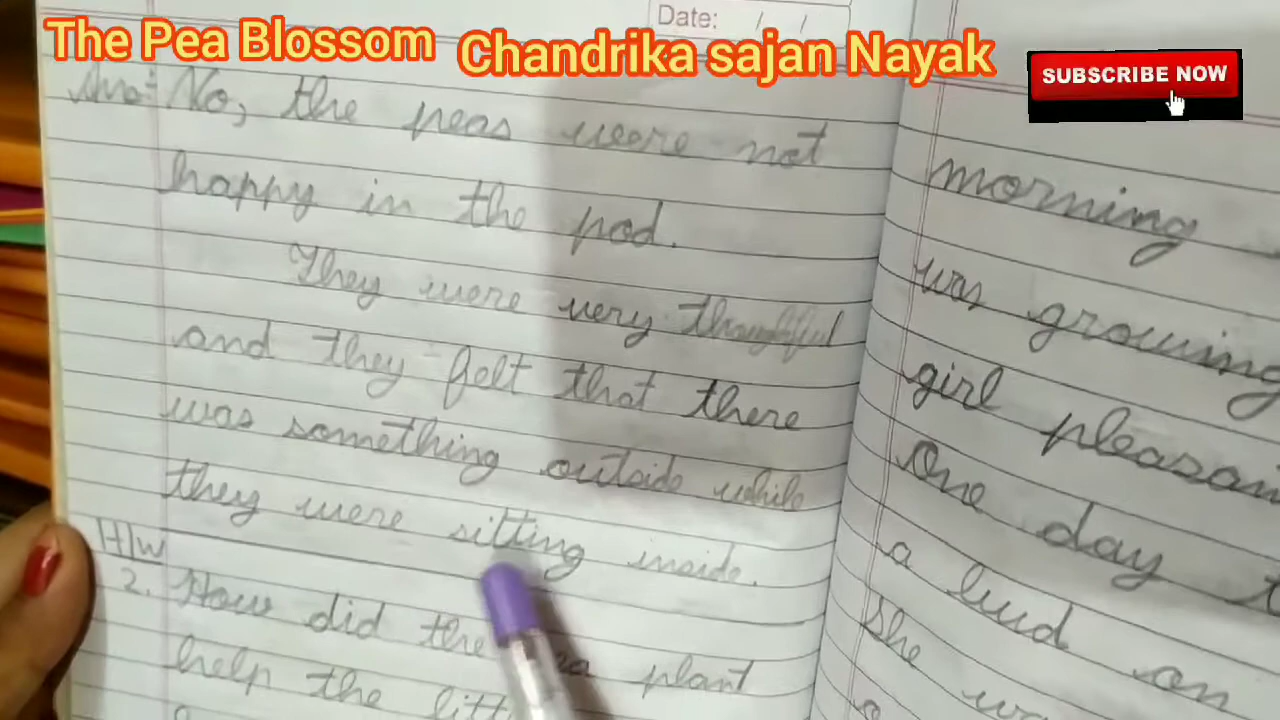 The Pea Blossom Chandrika sajan Nayak
SUBSCRIBE NOW
Date: / /
Ans:- No, the peas were not
happy in the pod.
They were very thoughtful
and they felt that there
was something outside while
they were sitting inside.
H/w
2. How did the plant
help the
morning
was growing
girl
One day
a bud on
She